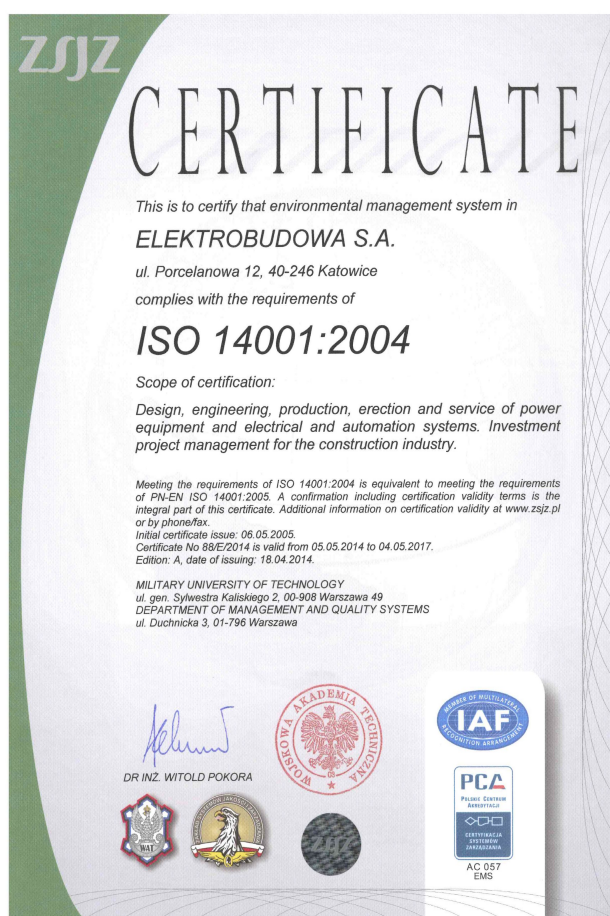 ZSJZ
CERTIFICATE
This is to certify that environmental management system in
ELEKTROBUDOWA S.A.
ul. Porcelanowa 12, 40-246 Katowice
complies with the requirements of
ISO 14001:2004
Scope of certification:
Design, engineering, production, erection and service of power
equipment and electrical and automation systems. Investment
project management for the construction industry.
Meeting the requirements of ISO 14001:2004 is equivalent to meeting the requirements
of PN-EN ISO 14001:2005. A confirmation including certification validity terms is the
integral part of this certificate. Additional information on certification validity at www.zsjz.pl
or by phone/fax.
Initial certificate issue: 06.05.2005.
Certificate No 88/E/2014 is valid from 05.05.2014 to 04.05.2017.
Edition: A, date of issuing: 18.04.2014.
MILITARY UNIVERSITY OF TECHNOLOGY
ul. gen. Sylwestra Kaliskiego 2, 00-908 Warszawa 49
DEPARTMENT OF MANAGEMENT AND QUALITY SYSTEMS
ul. Duchnicka 3, 01-796 Warszawa
WOJSKOWA AKADEMIA TECHNICZNA
DR INŻ. WITOLD POKORA
WAT
ZSJZ
MEMBER OF MULTILATERAL
IAF
RECOGNITION ARRANGEMENT
PCA
POLSKIE CENTRUM
AKREDYTACJI
CERTYFIKACJA
SYSTEMÓW
ZARZĄDZANIA
AC 057
EMS